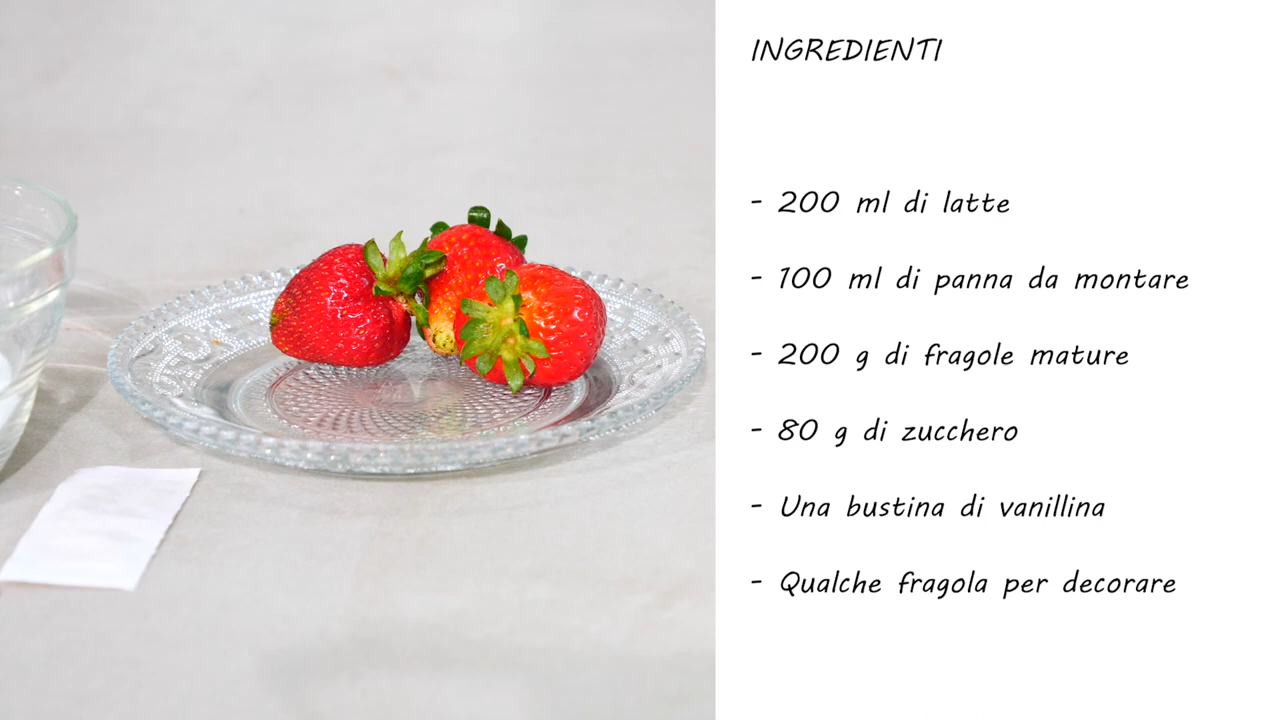 INGREDIENTI
- 200 ml di latte
- 100 ml di panna da montare
- 200 g di fragole mature
- 80 g di zucchero
- Una bustina di vanillina
- Qualche fragola per decorare